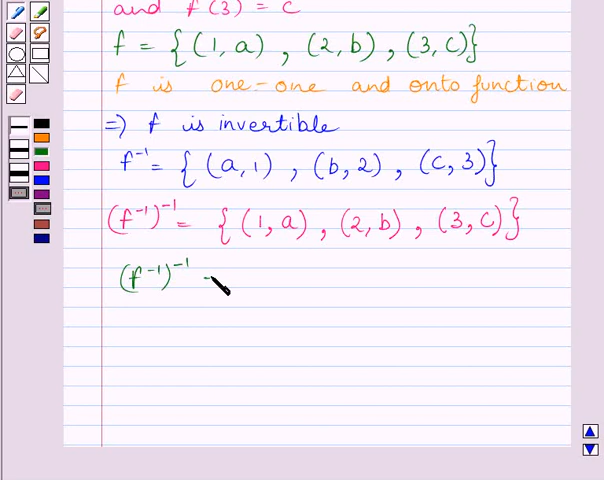 and f(3) = c
f = {(1, a) , (2, b) , (3, c)}
f is one-one and onto function
=> f is invertible
f⁻¹ = { (a, 1) , (b, 2) , (c, 3)}
(f⁻¹)⁻¹ = { (1, a) , (2, b) , (3, c)}
(f⁻¹)⁻¹ =